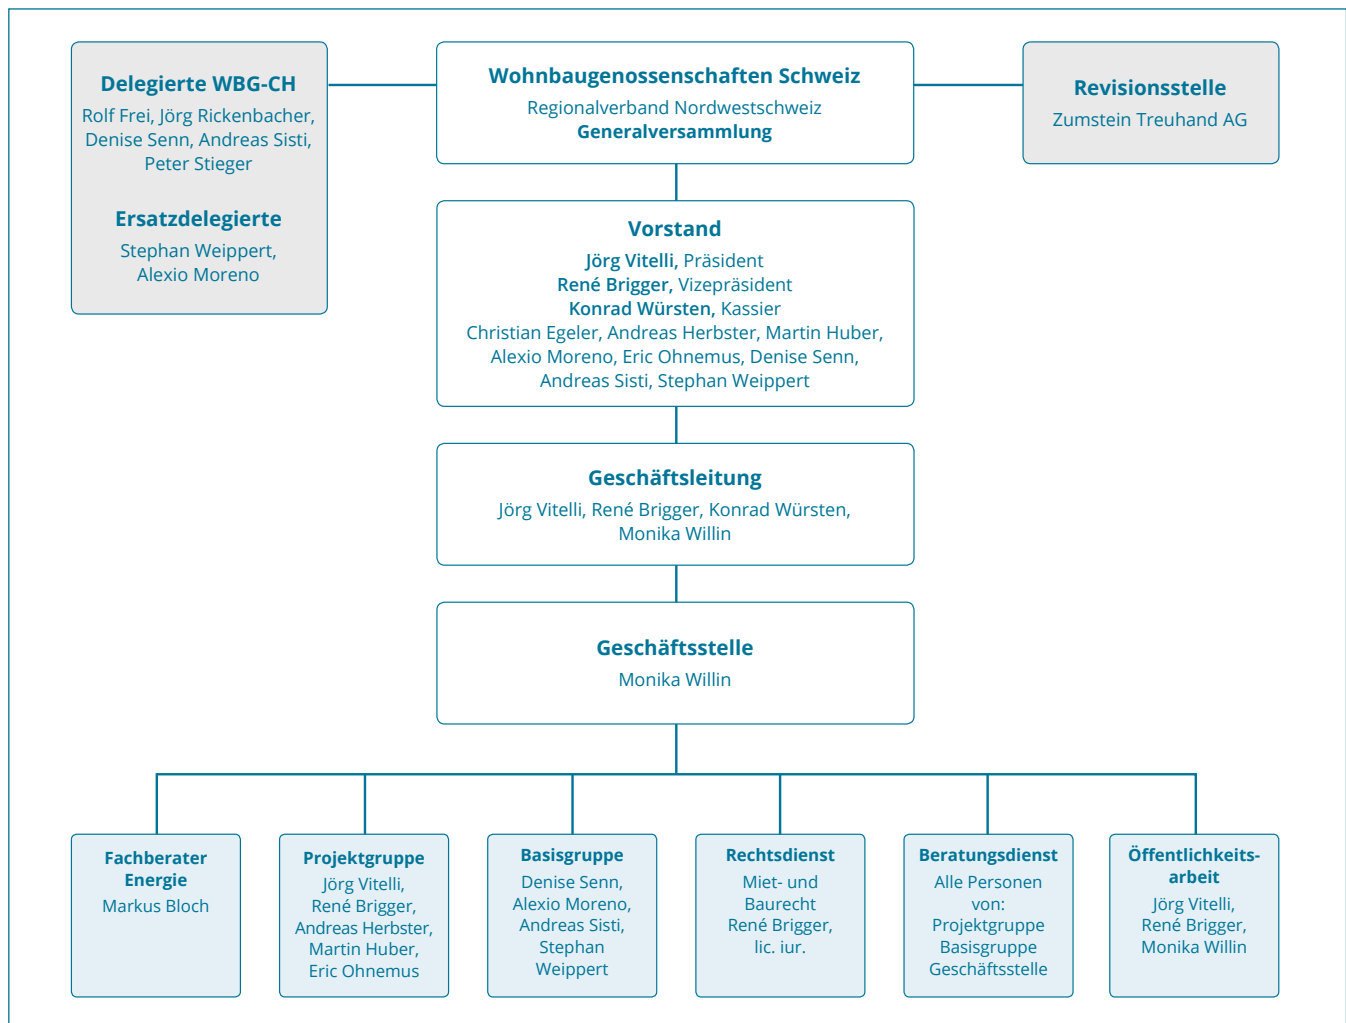 Delegierte WBG-CH
Rolf Frei, Jörg Rickenbacher,
Denise Senn, Andreas Sisti,
Peter Stieger
Ersatzdelegierte
Stephan Weippert,
Alexio Moreno
Wohnbaugenossenschaften Schweiz
Regionalverband Nordwestschweiz
Generalversammlung
Revisionsstelle
Zumstein Treuhand AG
Vorstand
Jörg Vitelli, Präsident
René Brigger, Vizepräsident
Konrad Würsten, Kassier
Christian Egeler, Andreas Herbster, Martin Huber,
Alexio Moreno, Eric Ohnemus, Denise Senn,
Andreas Sisti, Stephan Weippert
Geschäftsleitung
Jörg Vitelli, René Brigger, Konrad Würsten,
Monika Willin
Geschäftsstelle
Monika Willin
Fachberater
Energie
Markus Bloch
Projektgruppe
Jörg Vitelli,
René Brigger,
Andreas Herbster,
Martin Huber,
Eric Ohnemus
Basisgruppe
Denise Senn,
Alexio Moreno,
Andreas Sisti,
Stephan
Weippert
Rechtsdienst
Miet- und
Baurecht
René Brigger,
lic. iur.
Beratungsdienst
Alle Personen
von:
Projektgruppe
Basisgruppe
Geschäftsstelle
Öffentlichkeits-
arbeit
Jörg Vitelli,
René Brigger,
Monika Willin